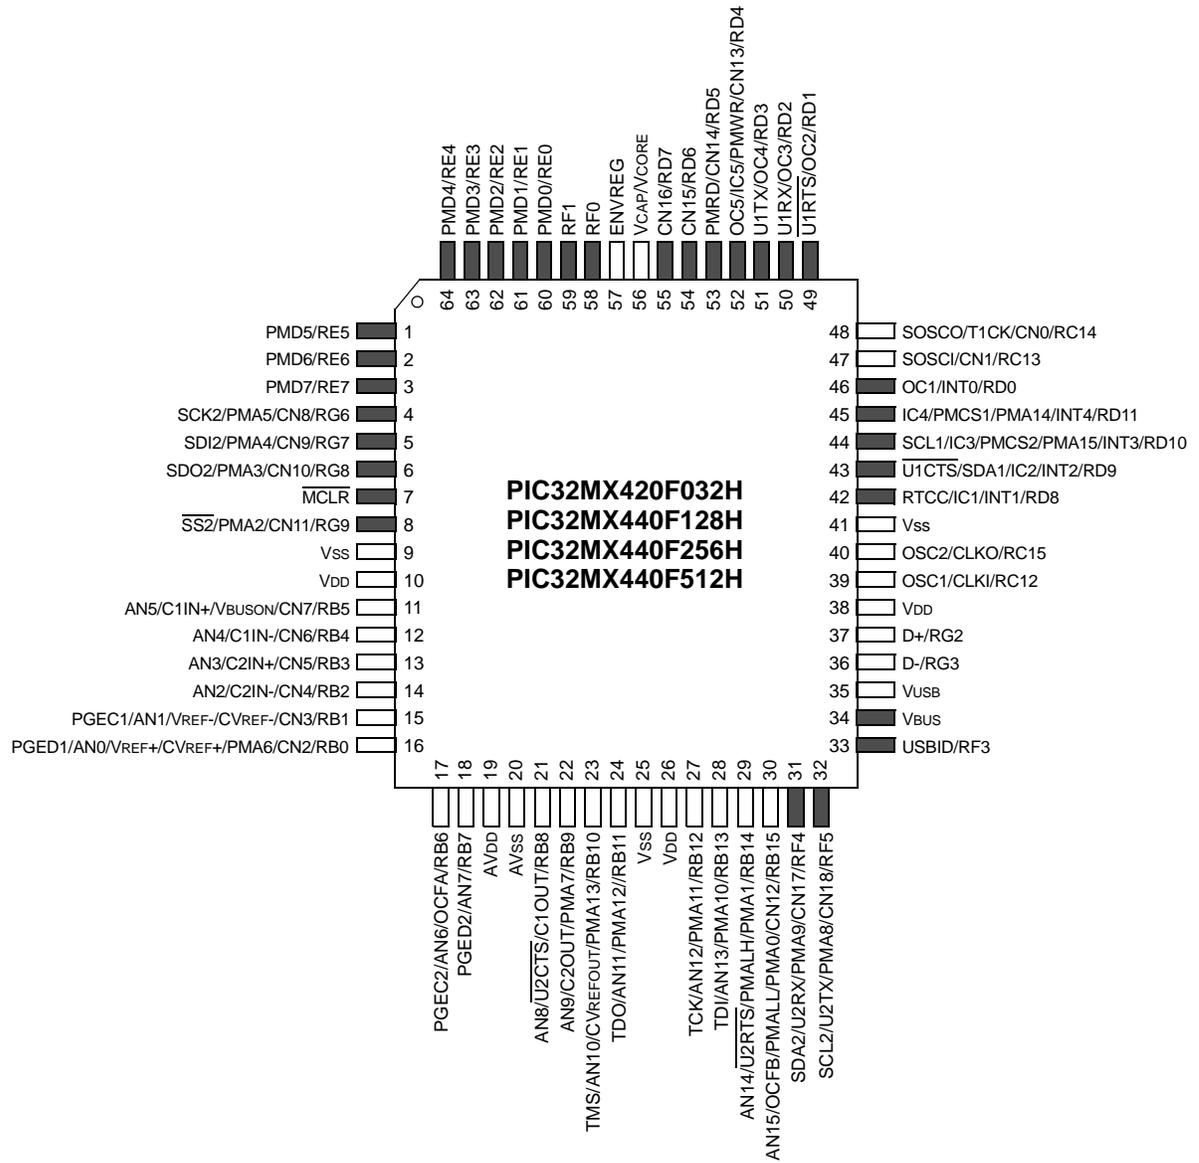 PMD4/RE4
PMD3/RE3
PMD2/RE2
PMD1/RE1
PMD0/RE0
RF1
RF0
ENVREG
VCAP/VCORE
CN16/RD7
CN15/RD6
PMRD/CN14/RD5
OC5/IC5/PMWR/CN13/RD4
U1TX/OC4/RD3
U1RX/OC3/RD2
U1RTS/OC2/RD1
64 63 62 61 60 59 58 57 56 55 54 53 52 51 50 49
PMD5/RE5 1
PMD6/RE6 2
PMD7/RE7 3
SCK2/PMA5/CN8/RG6 4
SDI2/PMA4/CN9/RG7 5
SDO2/PMA3/CN10/RG8 6
MCLR 7
SS2/PMA2/CN11/RG9 8
VSS 9
VDD 10
AN5/C1IN+/VBUSON/CN7/RB5 11
AN4/C1IN-/CN6/RB4 12
AN3/C2IN+/CN5/RB3 13
AN2/C2IN-/CN4/RB2 14
PGEC1/AN1/VREF-/CVREF-/CN3/RB1 15
PGED1/AN0/VREF+/CVREF+/PMA6/CN2/RB0 16
PIC32MX420F032H
PIC32MX440F128H
PIC32MX440F256H
PIC32MX440F512H
48 SOSCO/T1CK/CN0/RC14
47 SOSCI/CN1/RC13
46 OC1/INT0/RD0
45 IC4/PMCS1/PMA14/INT4/RD11
44 SCL1/IC3/PMCS2/PMA15/INT3/RD10
43 U1CTS/SDA1/IC2/INT2/RD9
42 RTCC/IC1/INT1/RD8
41 Vss
40 OSC2/CLKO/RC15
39 OSC1/CLKI/RC12
38 VDD
37 D+/RG2
36 D-/RG3
35 VUSB
34 VBUS
33 USBID/RF3
17 18 19 20 21 22 23 24 25 26 27 28 29 30 31 32
PGEC2/AN6/OCFA/RB6
PGED2/AN7/RB7
AVDD
AVSS
AN8/U2CTS/C1OUT/RB8
AN9/C2OUT/PMA7/RB9
TMS/AN10/CVREFOUT/PMA13/RB10
TDO/AN11/PMA12//RB11
VSS
VDD
TCK/AN12/PMA11/RB12
TDI/AN13/PMA10/RB13
AN14/U2RTS/PMALH/PMA1/RB14
AN15/OCFB/PMALL/PMA0/CN12/RB15
SDA2/U2RX/PMA9/CN17/RF4
SCL2/U2TX/PMA8/CN18/RF5